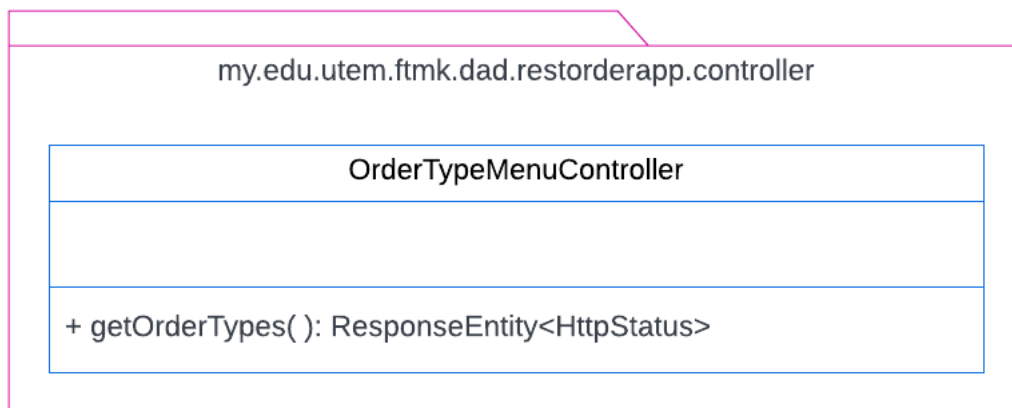 my.edu.utem.ftmk.dad.restorderapp.controller
OrderTypeMenuController
+ getOrderTypes( ): ResponseEntity<HttpStatus>